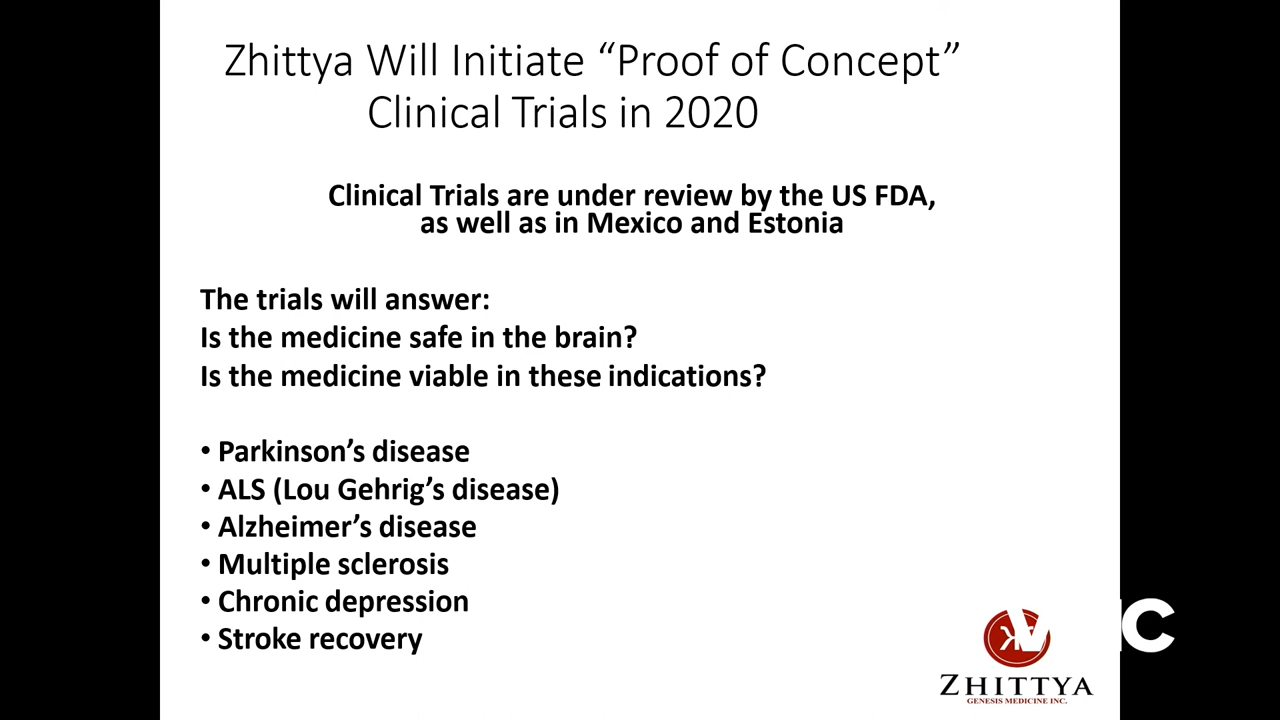 Zhittya Will Initiate “Proof of Concept”
Clinical Trials in 2020
Clinical Trials are under review by the US FDA,
as well as in Mexico and Estonia
The trials will answer:
Is the medicine safe in the brain?
Is the medicine viable in these indications?
• Parkinson’s disease
• ALS (Lou Gehrig’s disease)
• Alzheimer’s disease
• Multiple sclerosis
• Chronic depression
• Stroke recovery
ZHITTYA
GENESIS MEDICINE INC.